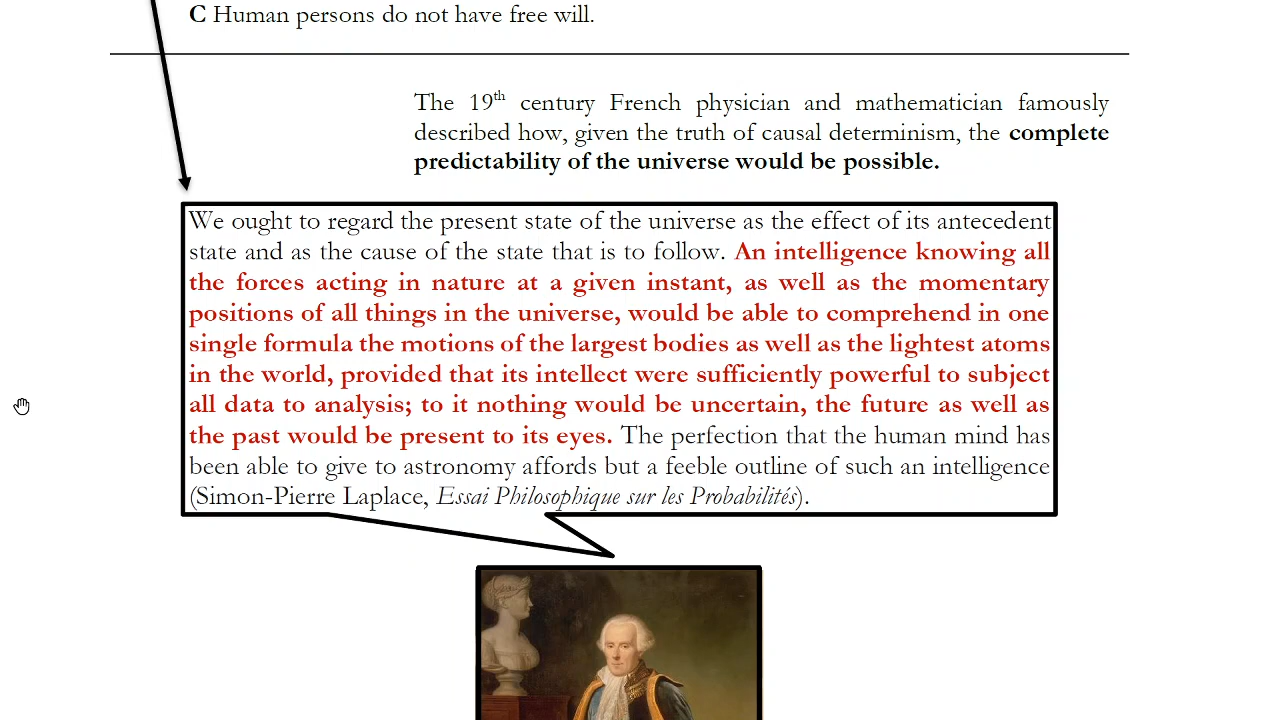 C Human persons do not have free will.
The 19th century French physician and mathematician famously
described how, given the truth of causal determinism, the complete
predictability of the universe would be possible.
We ought to regard the present state of the universe as the effect of its antecedent
state and as the cause of the state that is to follow. An intelligence knowing all
the forces acting in nature at a given instant, as well as the momentary
positions of all things in the universe, would be able to comprehend in one
single formula the motions of the largest bodies as well as the lightest atoms
in the world, provided that its intellect were sufficiently powerful to subject
all data to analysis; to it nothing would be uncertain, the future as well as
the past would be present to its eyes. The perfection that the human mind has
been able to give to astronomy affords but a feeble outline of such an intelligence
(Simon-Pierre Laplace, Essai Philosophique sur les Probabilités).